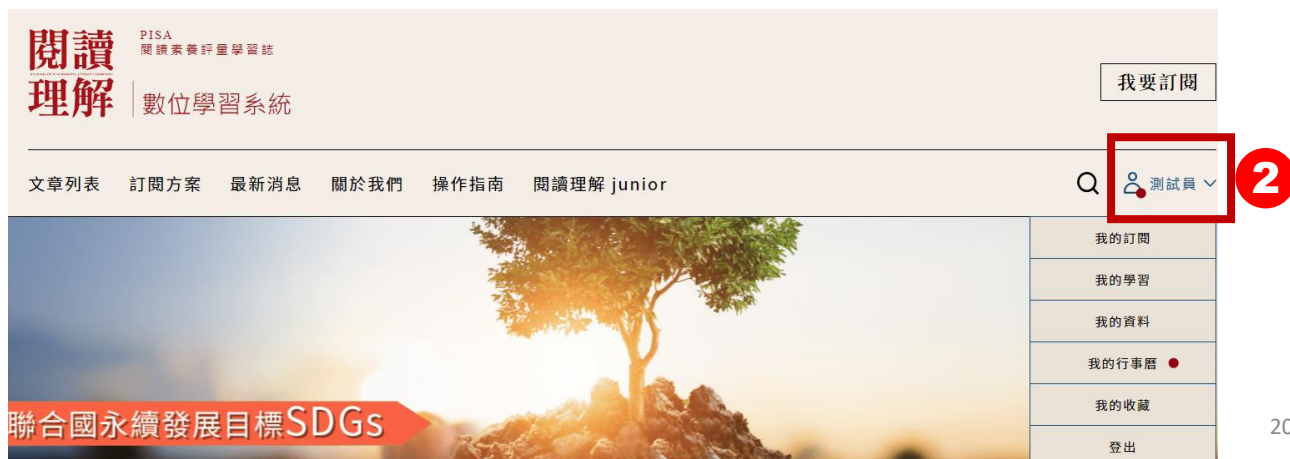 閱讀
理解
PISA
閱讀素養評量學習誌
數位學習系統
我要訂閱
文章列表 訂閱方案 最新消息 關於我們 操作指南 閱讀理解 junior
測試員
2
我的訂閱
我的學習
我的資料
我的行事曆
我的收藏
登出
聯合國永續發展目標SDGs
20